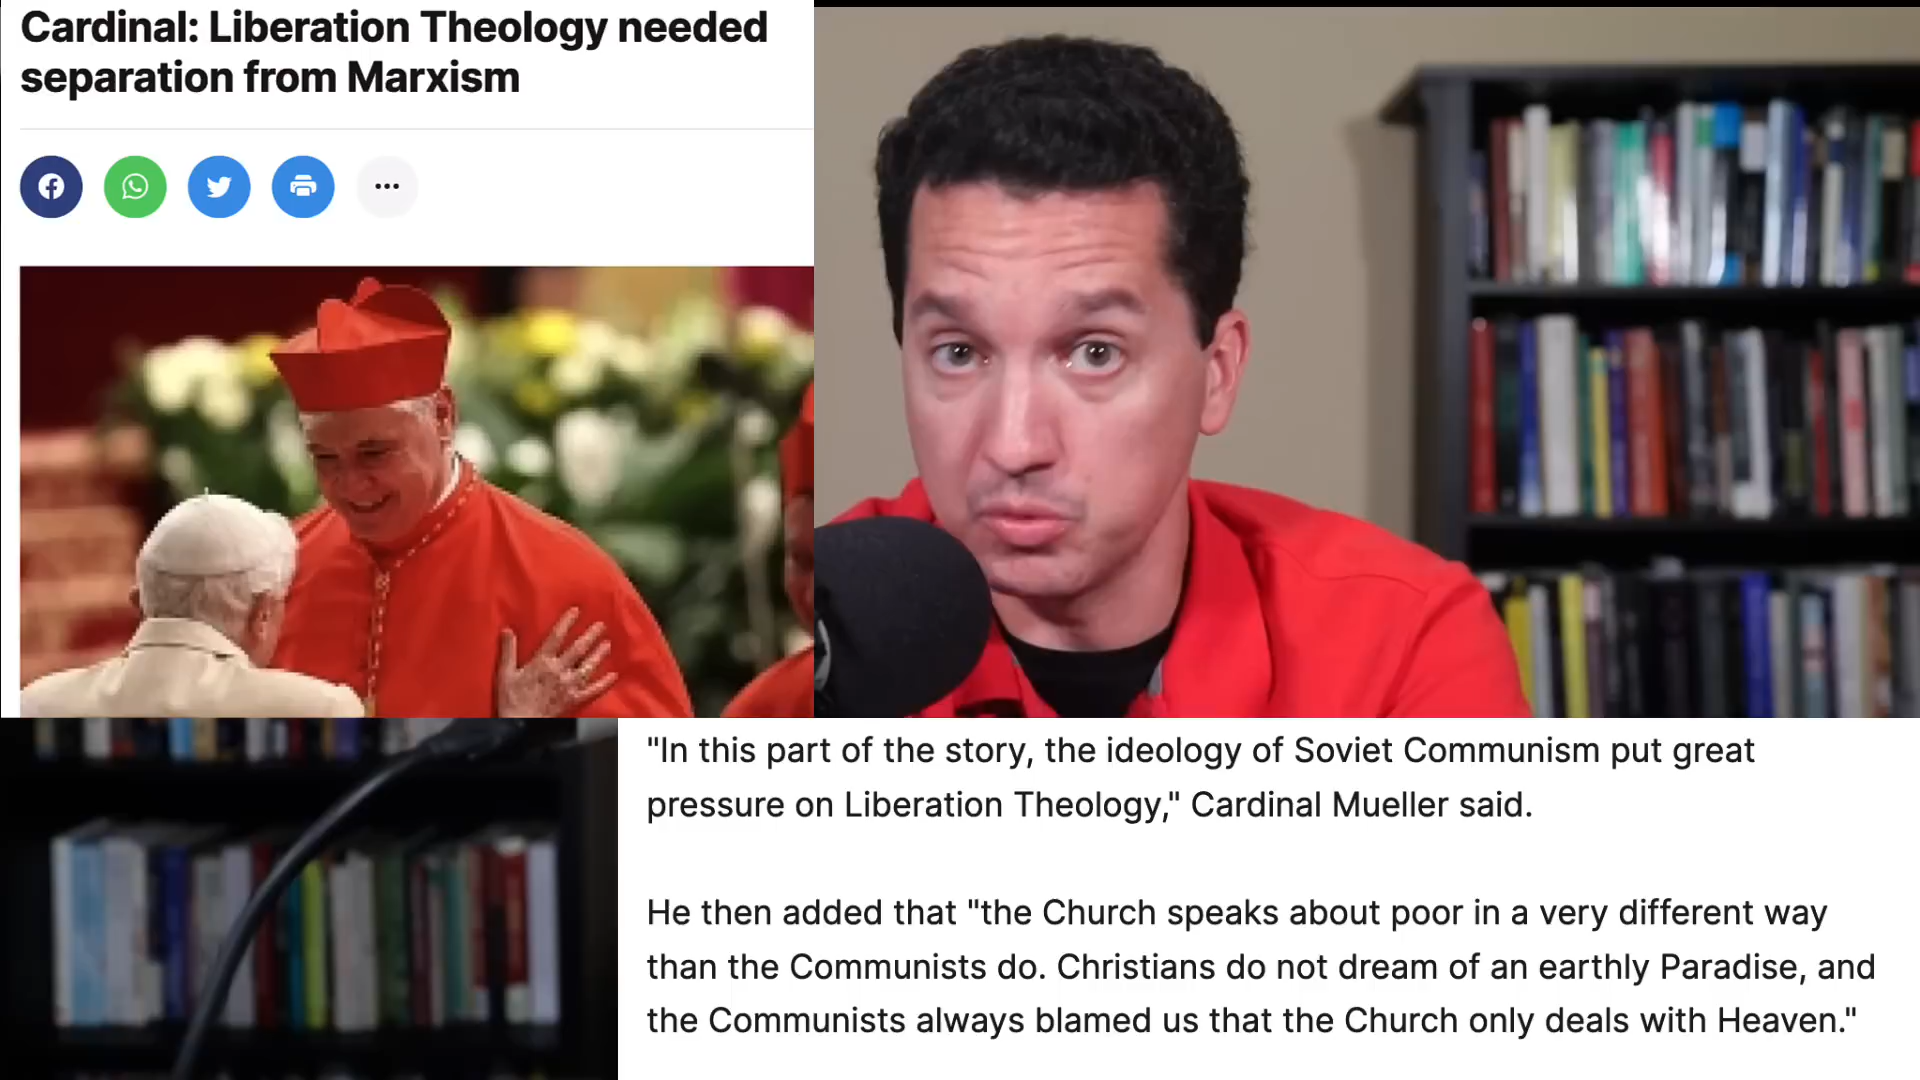 Cardinal: Liberation Theology needed
separation from Marxism
"In this part of the story, the ideology of Soviet Communism put great
pressure on Liberation Theology," Cardinal Mueller said.
He then added that "the Church speaks about poor in a very different way
than the Communists do. Christians do not dream of an earthly Paradise, and
the Communists always blamed us that the Church only deals with Heaven."